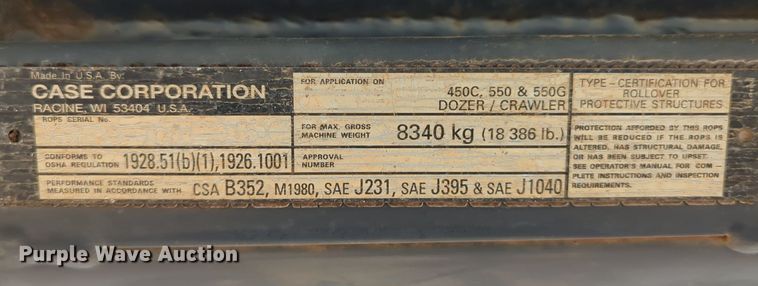 Made In U.S.A. By:
CASE CORPORATION
RACINE, WI 53404 U.S.A.
ROPS SERIAL No.
CONFORMS TO
OSHA REGULATION 1928.51(b)(1),1926.1001
PERFORMANCE STANDARDS
MEASURED IN ACCORDANCE WITH CSA B352, M1980, SAE J231, SAE J395 & SAE J1040
FOR APPLICATION ON
450C, 550 & 550G
DOZER / CRAWLER
FOR MAX. GROSS
MACHINE WEIGHT 8340 kg (18 386 lb.)
APPROVAL
NUMBER
TYPE - CERTIFICATION FOR
ROLLOVER
PROTECTIVE STRUCTURES
PROTECTION AFFORDED BY THIS ROPS
WILL BE REDUCED IF THE ROPS IS
ALTERED, HAS STRUCTURAL DAMAGE,
OR HAS BEEN SUBJECT TO UPSET.
SEE OPERATOR'S MANUAL FOR COM -
PLETE INSTRUCTIONS AND INSPECTION
REQUIREMENTS.
Purple Wave Auction